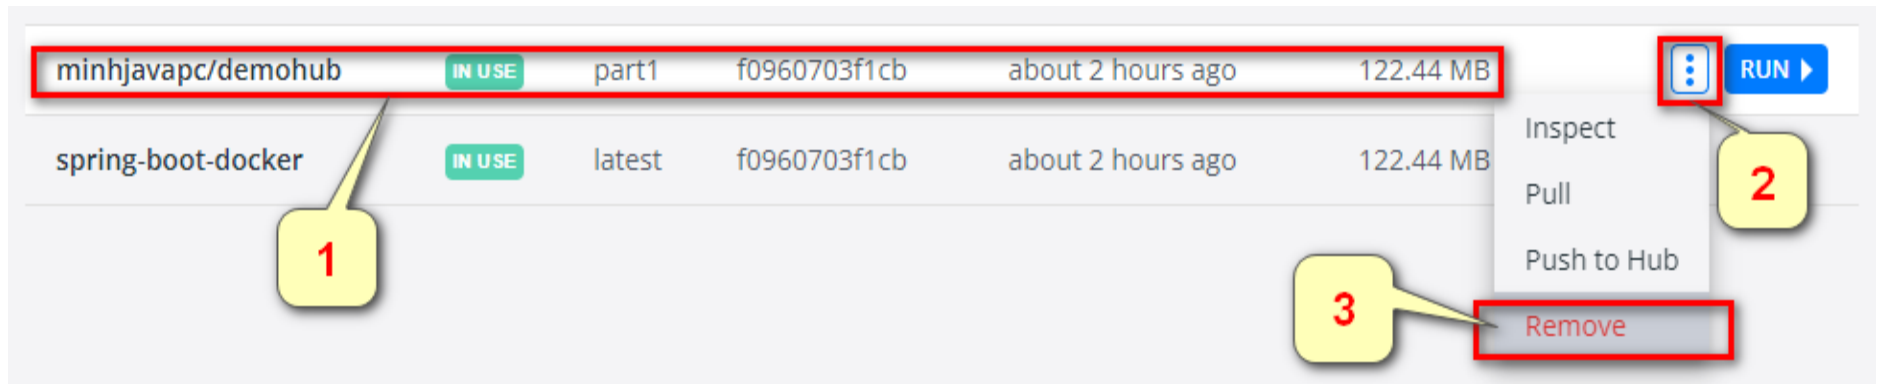 minhjavapc/demohub IN USE part1 f0960703f1cb about 2 hours ago 122.44 MB RUN
Inspect
spring-boot-docker IN USE latest f0960703f1cb about 2 hours ago 122.44 MB
Pull
2
1
Push to Hub
3
Remove